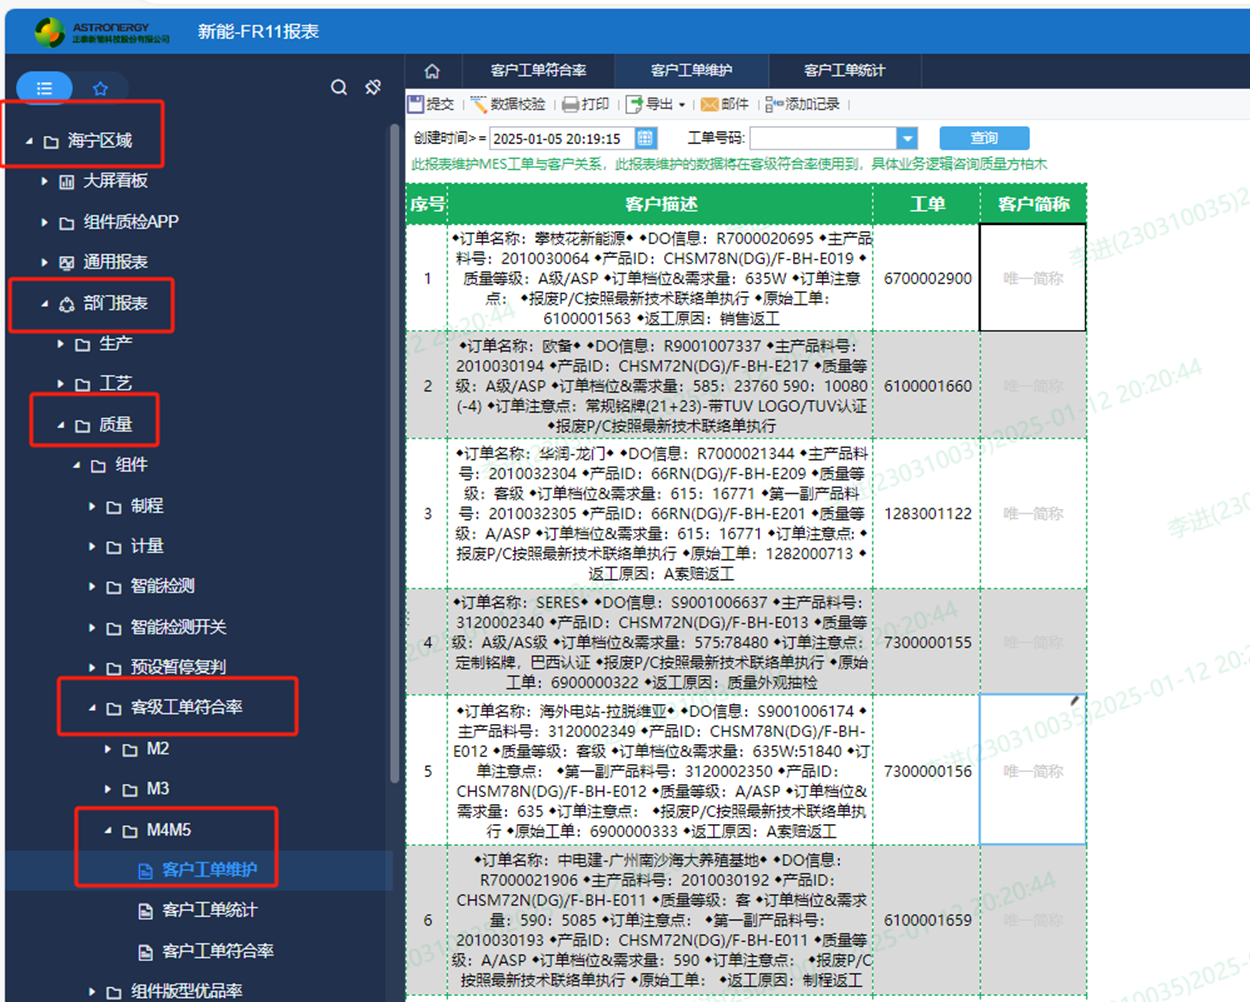 ASTRONERGY
正泰新能科技股份有限公司
新能-FR11报表
海宁区域
大屏看板
组件质检APP
通用报表
部门报表
生产
工艺
质量
组件
制程
计量
智能检测
智能检测开关
预设暂停复判
客级工单符合率
M2
M3
M4M5
客户工单维护
客户工单统计
客户工单符合率
组件版型优品率
客户工单符合率 客户工单维护 客户工单统计
提交 数据校验 打印 导出 邮件 添加记录
创建时间>= 2025-01-05 20:19:15 工单号码: 查询
此报表维护MES工单与客户关系，此报表维护的数据将在客级符合率使用到，具体业务逻辑咨询质量方柏木
序号 客户描述 工单 客户简称
1
◆订单名称：攀枝花新能源◆ ◆DO信息：R7000020695 ◆主产品
料号：2010030064 ◆产品ID：CHSM78N(DG)/F-BH-E019 ◆
质量等级：A级/ASP ◆订单档位&需求量：635W ◆订单注意
点： ◆报废P/C按照最新技术联络单执行 ◆原始工单：
6100001563 ◆返工原因：销售返工
6700002900
唯一简称
2
◆订单名称：欧备◆ ◆DO信息：R9001007337 ◆主产品料号：
2010030194 ◆产品ID：CHSM72N(DG)/F-BH-E217 ◆质量等
级：A级/ASP ◆订单档位&需求量：585：23760 590：10080
(-4) ◆订单注意点：常规铭牌(21+23)-带TUV LOGO/TUV认证
◆报废P/C按照最新技术联络单执行
6100001660
唯一简称
3
◆订单名称：华润-龙门◆ ◆DO信息：R7000021344 ◆主产品料
号：2010032304 ◆产品ID：66RN(DG)/F-BH-E209 ◆质量等
级：客级 ◆订单档位&需求量：615：16771 ◆第一副产品料
号：2010032305 ◆产品ID：66RN(DG)/F-BH-E201 ◆质量等
级：A/ASP ◆订单档位&需求量：615：16771 ◆订单注意点: ◆
报废P/C按照最新技术联络单执行 ◆原始工单：1282000713 ◆
返工原因：A索赔返工
1283001122
唯一简称
4
◆订单名称：SERES◆ ◆DO信息：S9001006637 ◆主产品料号：
3120002340 ◆产品ID：CHSM72N(DG)/F-BH-E013 ◆质量等
级：A级/AS级 ◆订单档位&需求量：575:78480 ◆订单注意点：
定制铭牌，巴西认证 ◆报废P/C按照最新技术联络单执行 ◆原始
工单：6900000322 ◆返工原因：质量外观抽检
7300000155
唯一简称
5
◆订单名称：海外电站-拉脱维亚◆ ◆DO信息：S9001006174 ◆
主产品料号：3120002349 ◆产品ID：CHSM78N(DG)/F-BH-
E012 ◆质量等级：客级 ◆订单档位&需求量：635W:51840 ◆订
单注意点： ◆第一副产品料号：3120002350 ◆产品ID：
CHSM78N(DG)/F-BH-E012 ◆质量等级：A/ASP ◆订单档位&
需求量：635 ◆订单注意点： ◆报废P/C按照最新技术联络单执
行 ◆原始工单：6900000333 ◆返工原因：A索赔返工
7300000156
唯一简称
6
◆订单名称：中电建-广州南沙海大养殖基地◆ ◆DO信息：
R7000021906 ◆主产品料号：2010030192 ◆产品ID：
CHSM72N(DG)/F-BH-E011 ◆质量等级：客 ◆订单档位&需求
量：590：5085 ◆订单注意点： ◆第一副产品料号：
2010030193 ◆产品ID：CHSM72N(DG)/F-BH-E011 ◆质量等
级：A/ASP ◆订单档位&需求量：590 ◆订单注意点： ◆报废P/C
按照最新技术联络单执行 ◆原始工单： ◆返工原因：制程返工
6100001659
唯一简称
李进(230310035)2025-01-12 20:20:44